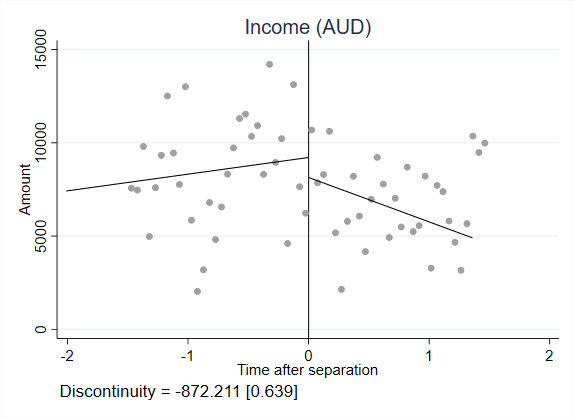 Income (AUD)
15000
10000
5000
0
Amount
-2 -1 0 1 2
Time after separation
Discontinuity = -872.211 [0.639]